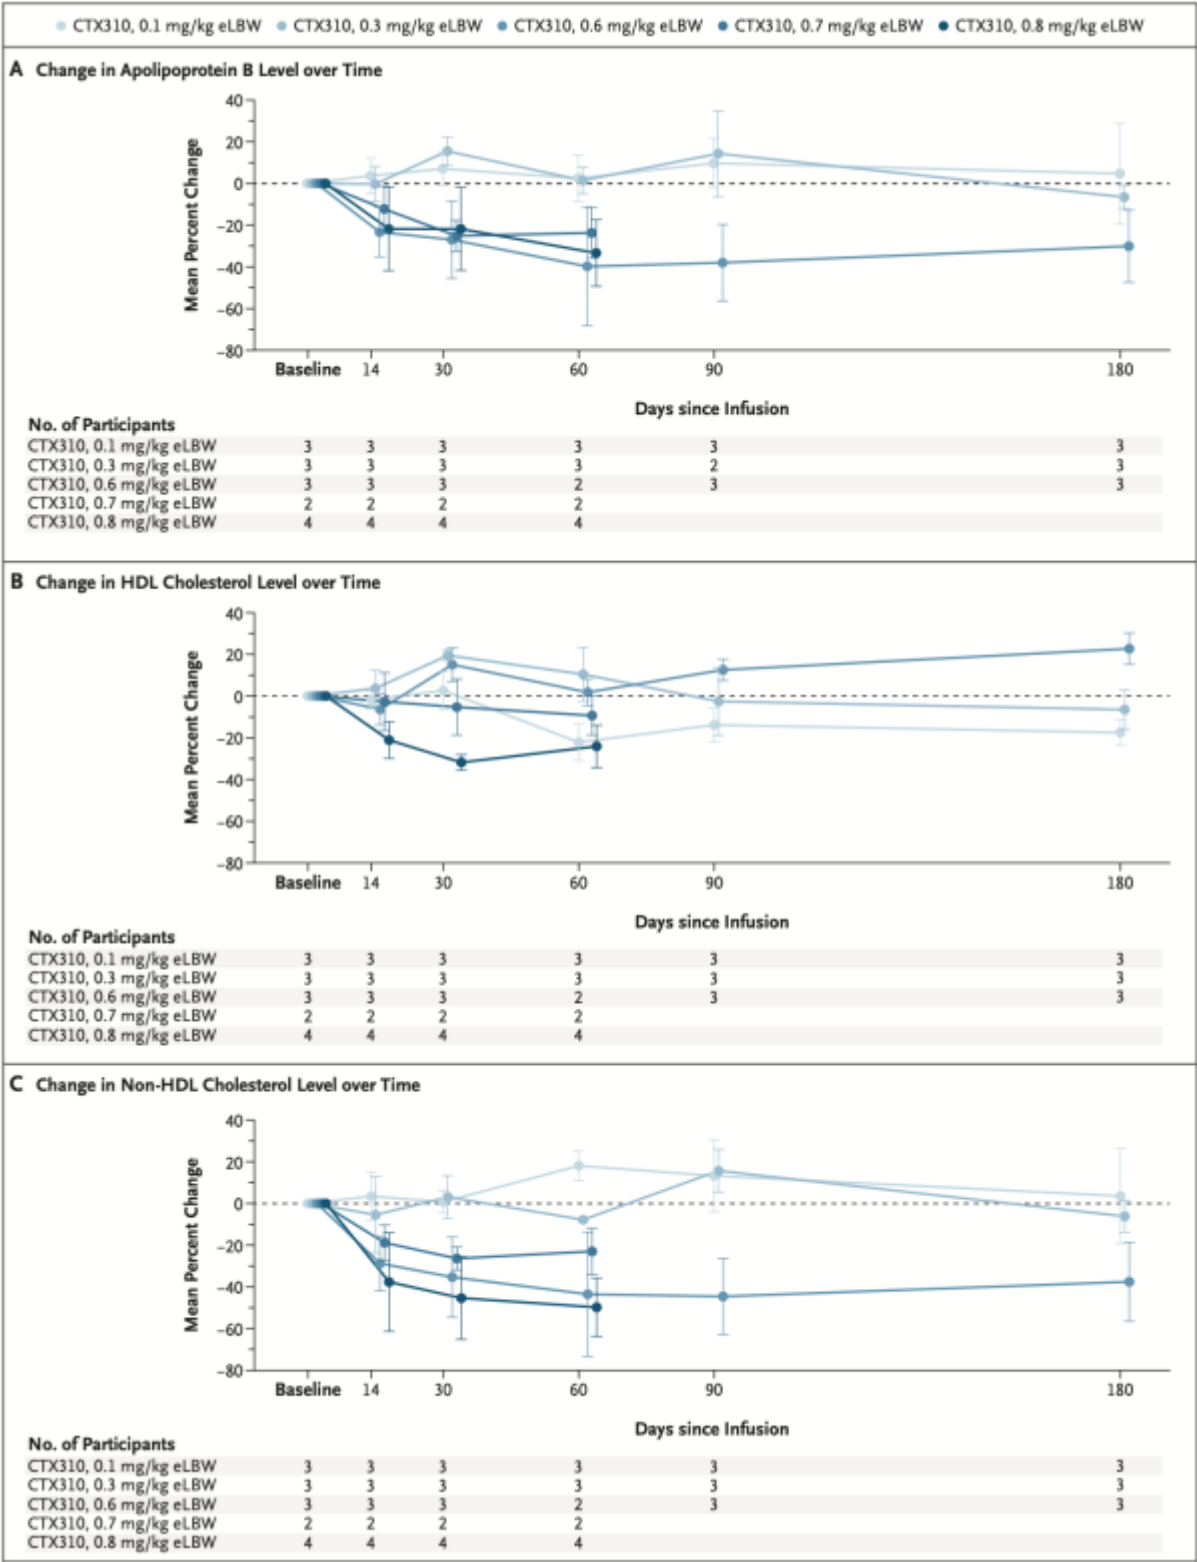 CTX310, 0.1 mg/kg eLBW CTX310, 0.3 mg/kg eLBW CTX310, 0.6 mg/kg eLBW CTX310, 0.7 mg/kg eLBW CTX310, 0.8 mg/kg eLBW
A Change in Apolipoprotein B Level over Time
Mean Percent Change
40
20
0
−20
−40
−60
−80
Baseline 14 30 60 90 180
Days since Infusion
No. of Participants
CTX310, 0.1 mg/kg eLBW 3 3 3 3 3 3
CTX310, 0.3 mg/kg eLBW 3 3 3 3 2 3
CTX310, 0.6 mg/kg eLBW 3 3 3 2 3 3
CTX310, 0.7 mg/kg eLBW 2 2 2 2
CTX310, 0.8 mg/kg eLBW 4 4 4 4
B Change in HDL Cholesterol Level over Time
Mean Percent Change
40
20
0
−20
−40
−60
−80
Baseline 14 30 60 90 180
Days since Infusion
No. of Participants
CTX310, 0.1 mg/kg eLBW 3 3 3 3 3 3
CTX310, 0.3 mg/kg eLBW 3 3 3 3 3 3
CTX310, 0.6 mg/kg eLBW 3 3 3 2 3 3
CTX310, 0.7 mg/kg eLBW 2 2 2 2
CTX310, 0.8 mg/kg eLBW 4 4 4 4
C Change in Non-HDL Cholesterol Level over Time
Mean Percent Change
40
20
0
−20
−40
−60
−80
Baseline 14 30 60 90 180
Days since Infusion
No. of Participants
CTX310, 0.1 mg/kg eLBW 3 3 3 3 3 3
CTX310, 0.3 mg/kg eLBW 3 3 3 3 3 3
CTX310, 0.6 mg/kg eLBW 3 3 3 2 3 3
CTX310, 0.7 mg/kg eLBW 2 2 2 2
CTX310, 0.8 mg/kg eLBW 4 4 4 4